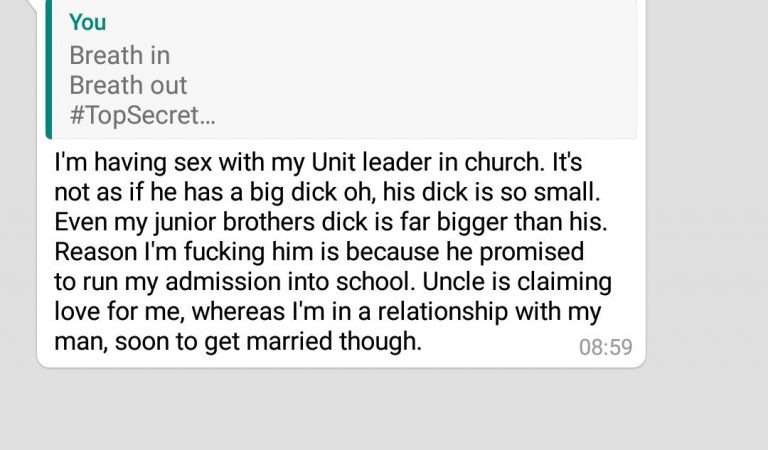 You
Breath in
Breath out
#TopSecret...
I'm having sex with my Unit leader in church. It's
not as if he has a big dick oh, his dick is so small.
Even my junior brothers dick is far bigger than his.
Reason I'm fucking him is because he promised
to run my admission into school. Uncle is claiming
love for me, whereas I'm in a relationship with my
man, soon to get married though.
08:59